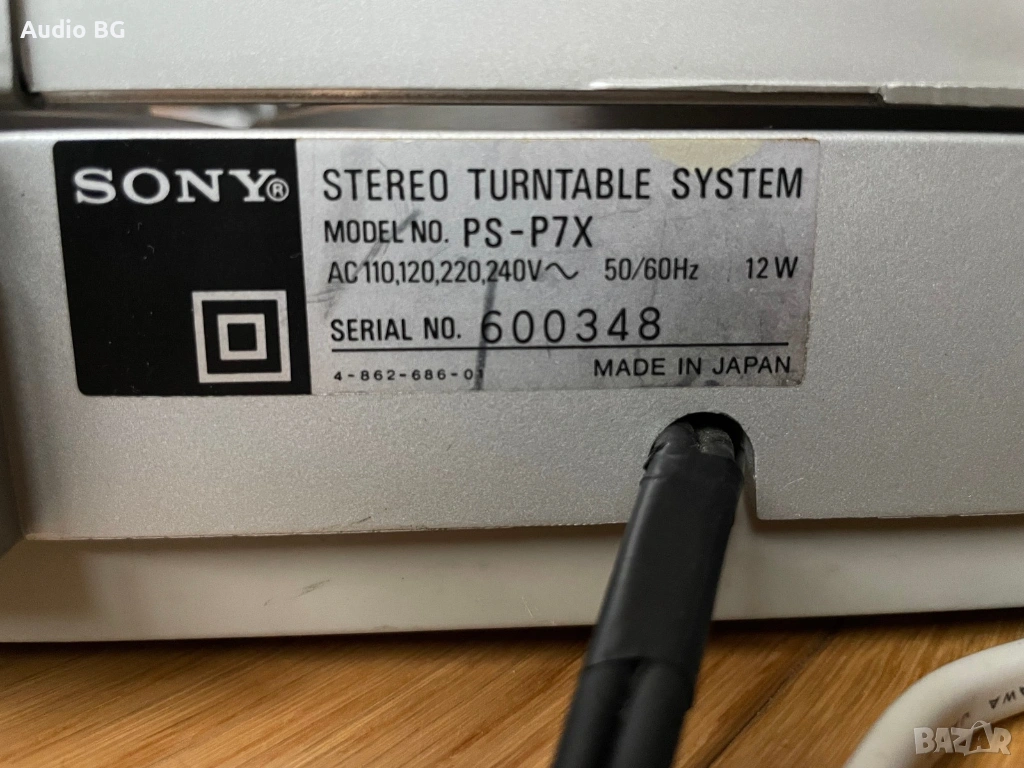 Audio BG
SONY®
STEREO TURNTABLE SYSTEM
MODEL NO. PS-P7X
AC 110,120,220,240V~ 50/60Hz 12W
SERIAL NO. 600348
4-862-686-01 MADE IN JAPAN
BAZAR